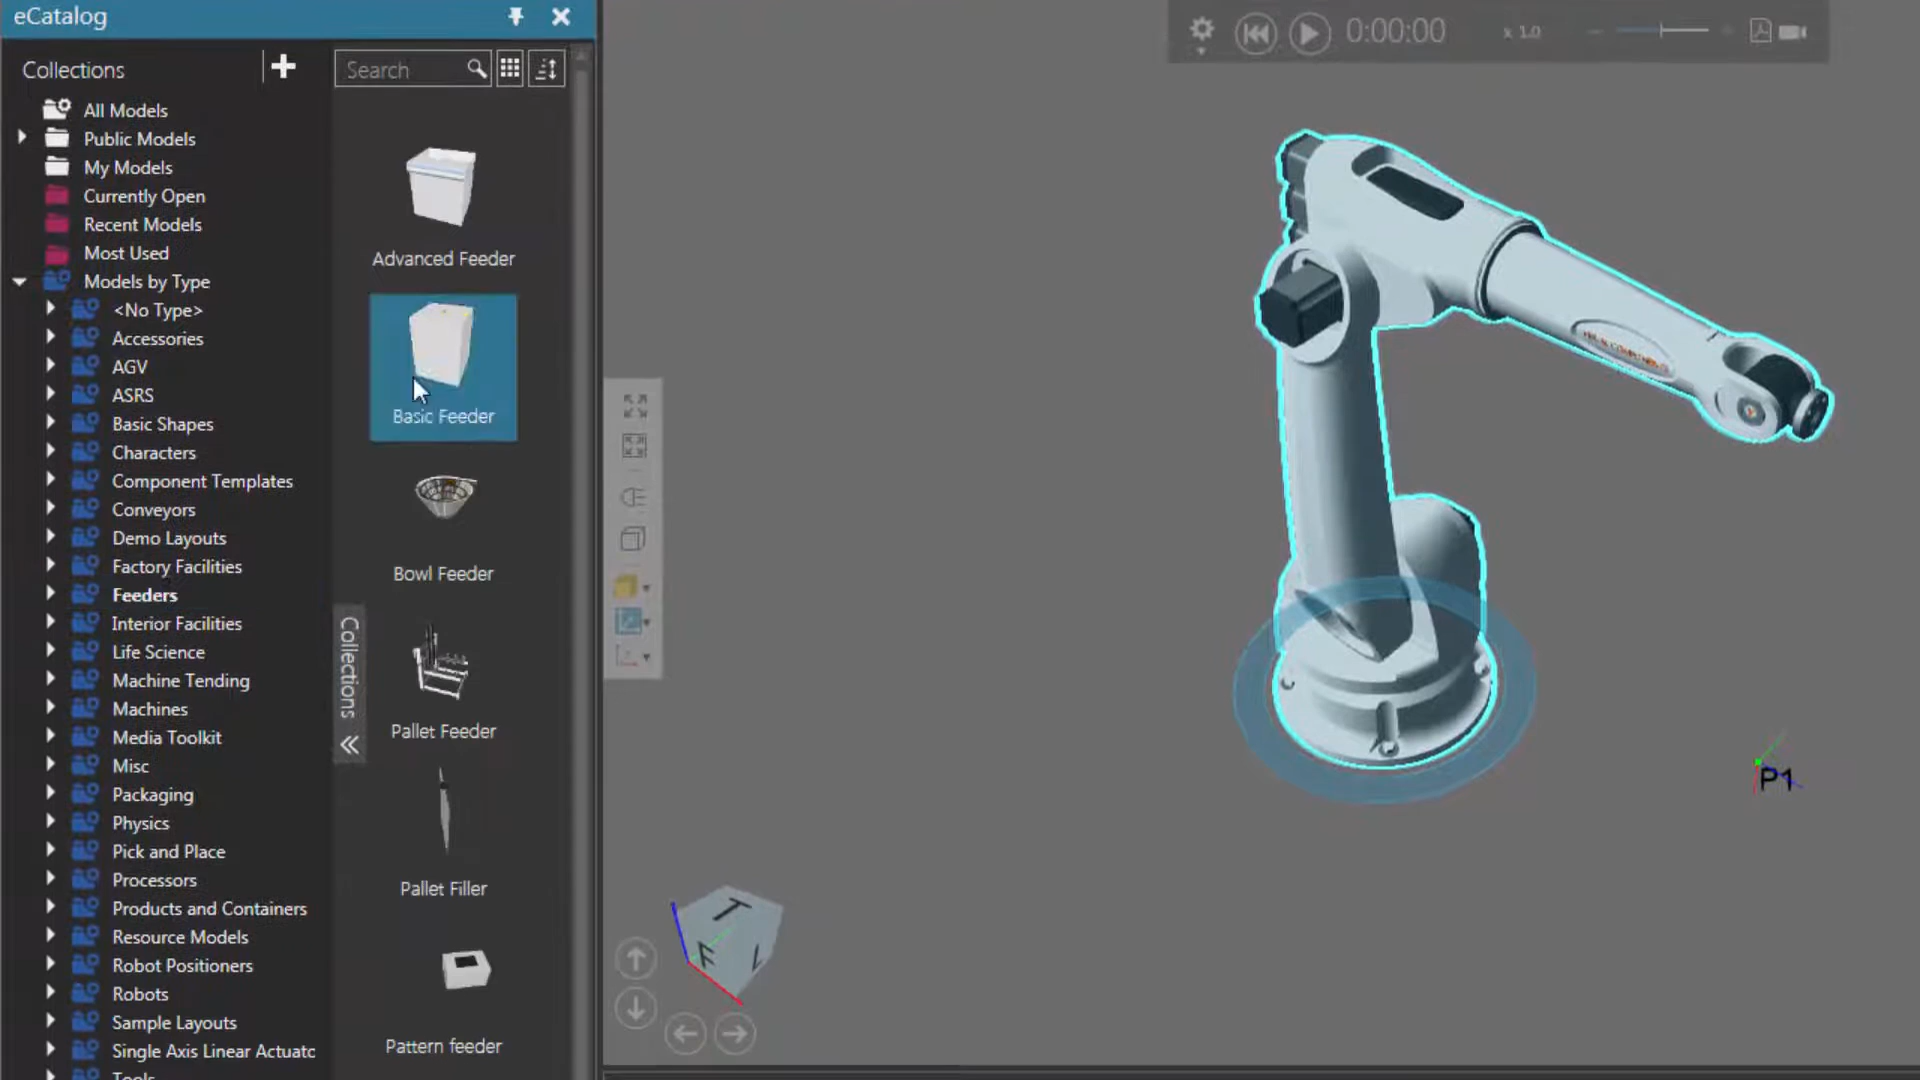 eCatalog
Collections
Search
All Models
Public Models
My Models
Currently Open
Recent Models
Most Used
Models by Type
<No Type>
Accessories
AGV
ASRS
Basic Shapes
Characters
Component Templates
Conveyors
Demo Layouts
Factory Facilities
Feeders
Interior Facilities
Life Science
Machine Tending
Machines
Media Toolkit
Misc
Packaging
Physics
Pick and Place
Processors
Products and Containers
Resource Models
Robot Positioners
Robots
Sample Layouts
Single Axis Linear Actuatc
Tools
Advanced Feeder
Basic Feeder
Bowl Feeder
Pallet Feeder
Pallet Filler
Pattern feeder
Collections
0:00:00
x 1.0
P1
T
F
L